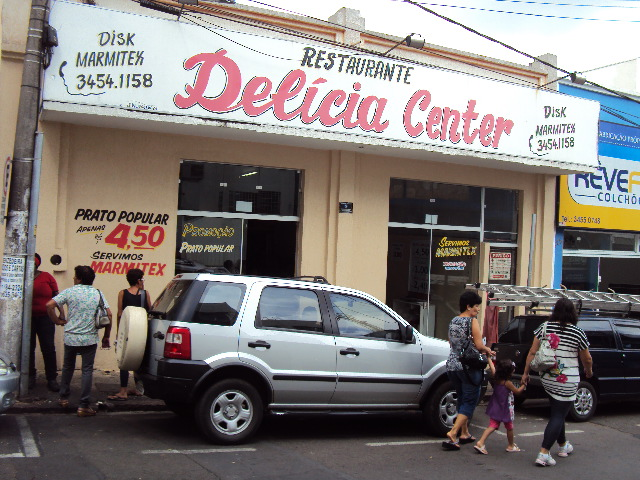 DISK
MARMITEX
3454.1158
RESTAURANTE
Delícia Center
DISK
MARMITEX
3454.1158
REVE
COLCHÕ
PRATO POPULAR
APENAS
R$ 4,50
SERVIMOS
MARMITEX
Promoção
PRATO POPULAR
SERVIMOS
MARMITEX